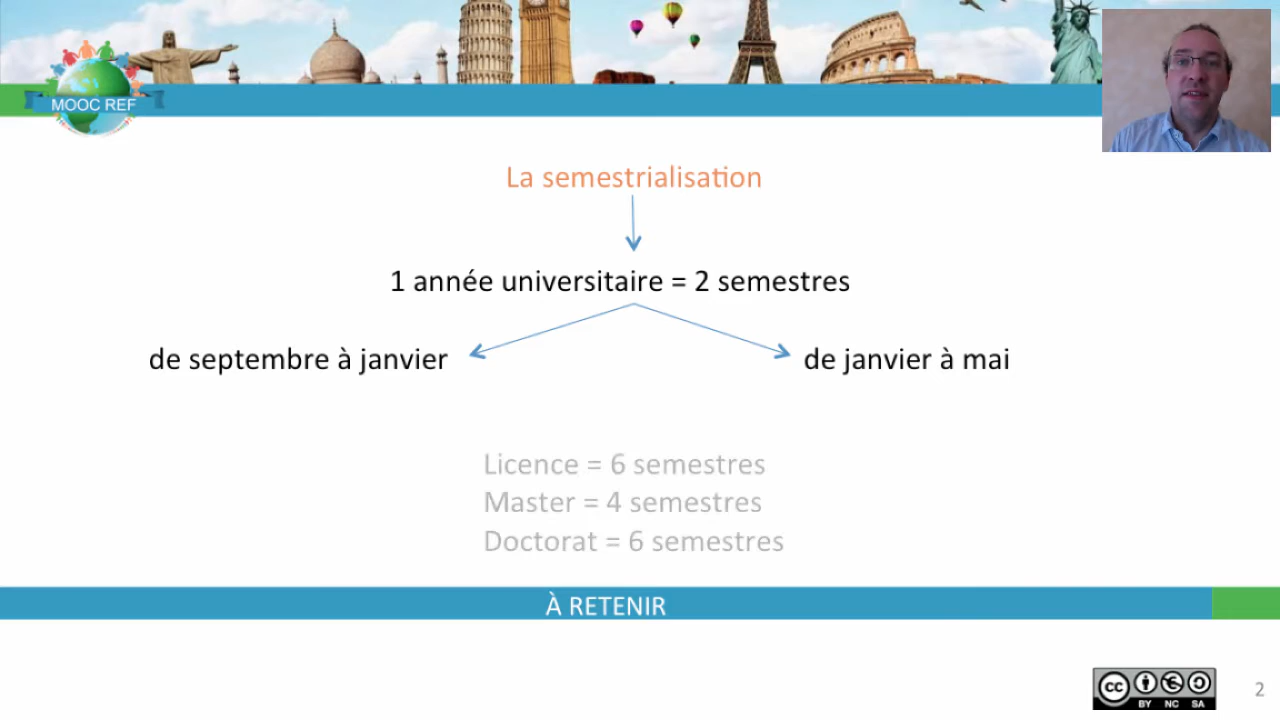 MOOC REF
La semestrialisation
1 année universitaire = 2 semestres
de septembre à janvier
de janvier à mai
Licence = 6 semestres
Master = 4 semestres
Doctorat = 6 semestres
À RETENIR
cc
BY NC SA
2